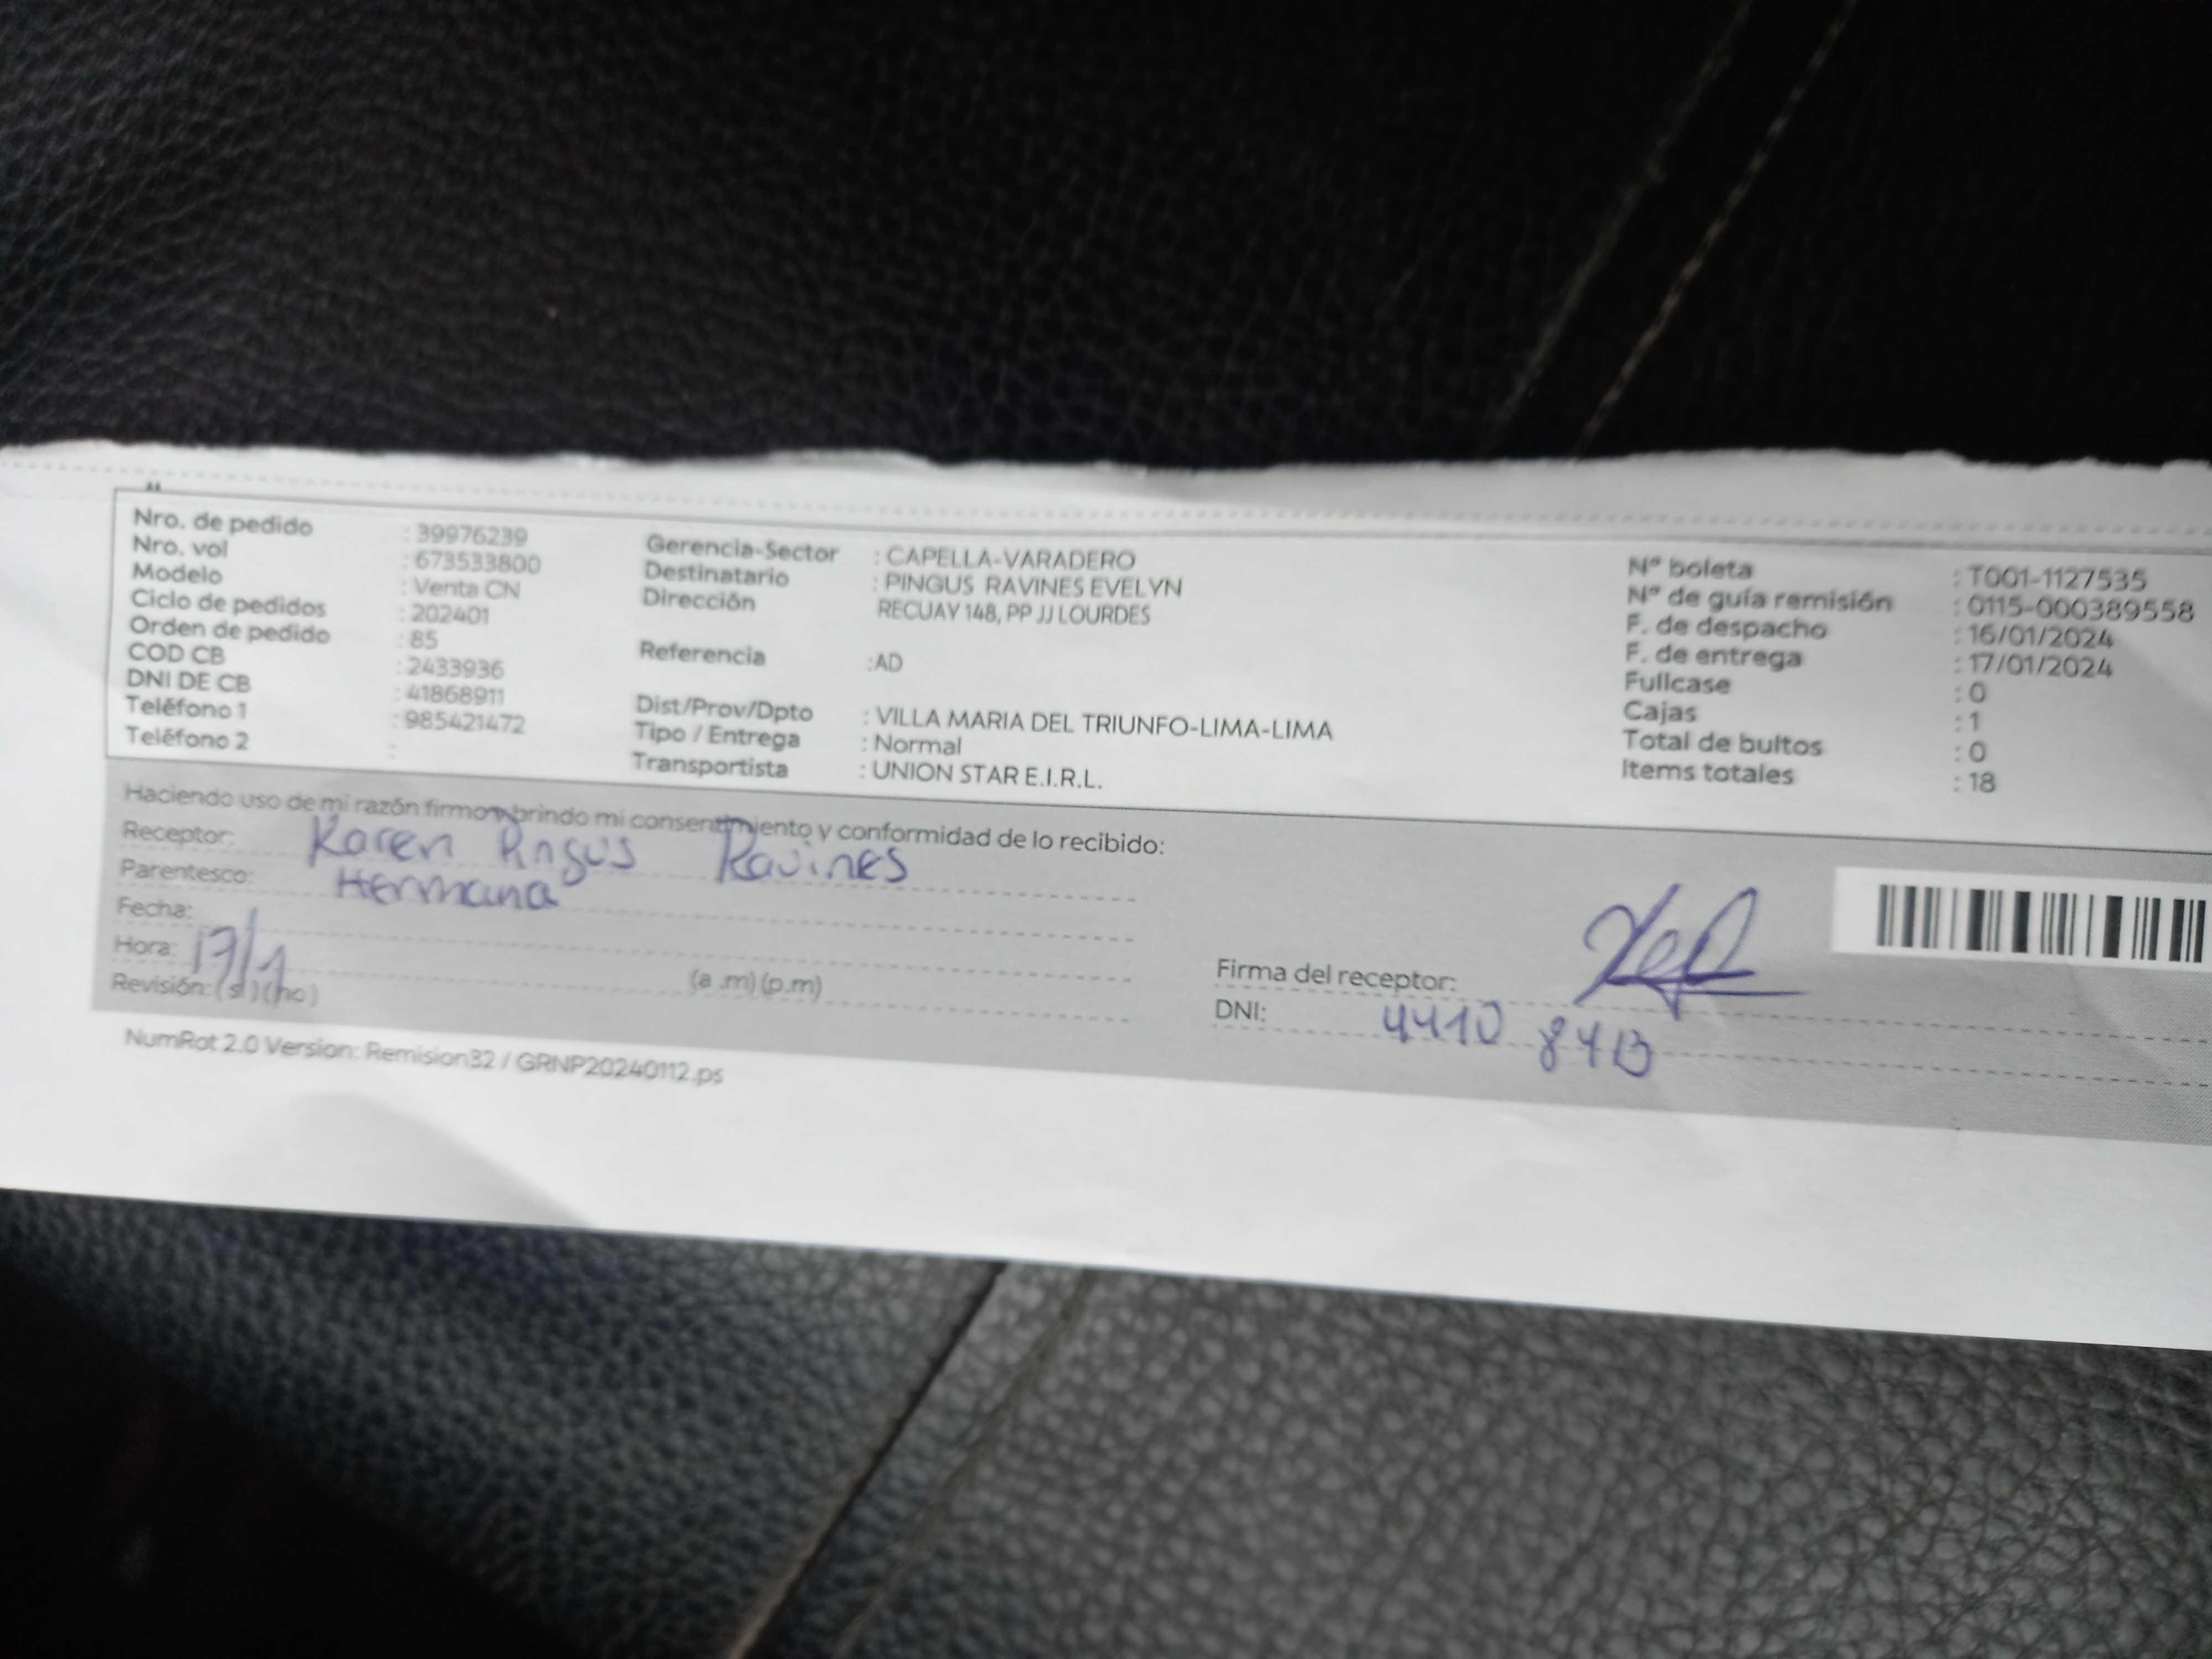 Nro. de pedido : 39976239
Nro. vol : 673533800
Modelo : Venta CN
Ciclo de pedidos : 202401
Orden de pedido : 85
COD CB : 2433936
DNI DE CB : 41868911
Teléfono 1 : 985421472
Teléfono 2 :
Gerencia-Sector : CAPELLA-VARADERO
Destinatario : PINGUS RAVINES EVELYN
Dirección RECUAY 148, PP JJ LOURDES
Referencia :AD
Dist/Prov/Dpto : VILLA MARIA DEL TRIUNFO-LIMA-LIMA
Tipo / Entrega : Normal
Transportista : UNION STAR E.I.R.L.
N° boleta : T001-1127535
N° de guía remisión : 0115-000389558
F. de despacho : 16/01/2024
F. de entrega : 17/01/2024
Fullcase : 0
Cajas : 1
Total de bultos : 0
Items totales : 18
Haciendo uso de mi razón firmo y brindo mi consentimiento y conformidad de lo recibido:
Receptor: Karen Pingus Ravines
Parentesco: Hermana
Fecha: 17/1
Hora: (a .m) (p.m)
Revisión: (si) (no)
Firma del receptor:
DNI: 4410 8413
NumRot 2.0 Version: Remision32 / GRNP20240112.ps